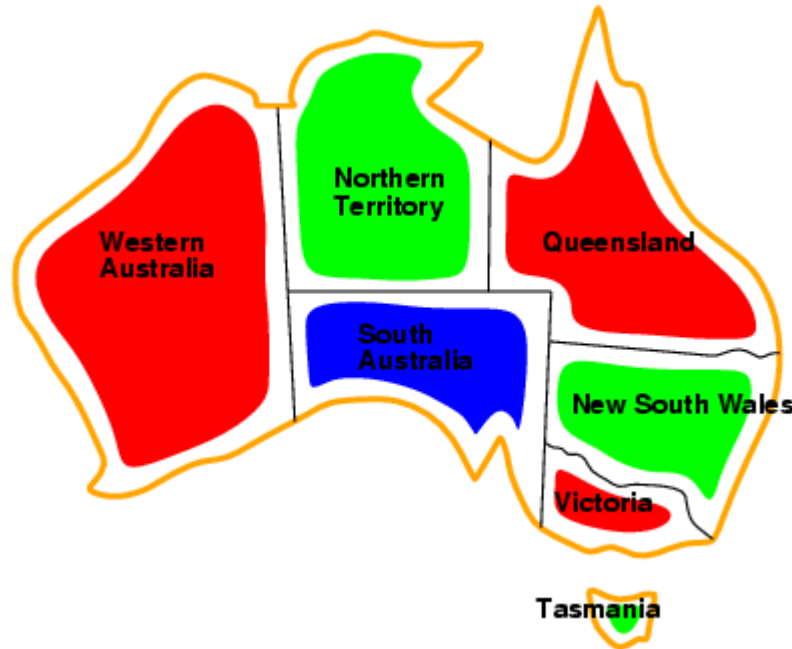 Northern
Territory
Western
Australia
Queensland
South
Australia
New South Wales
Victoria
Tasmania